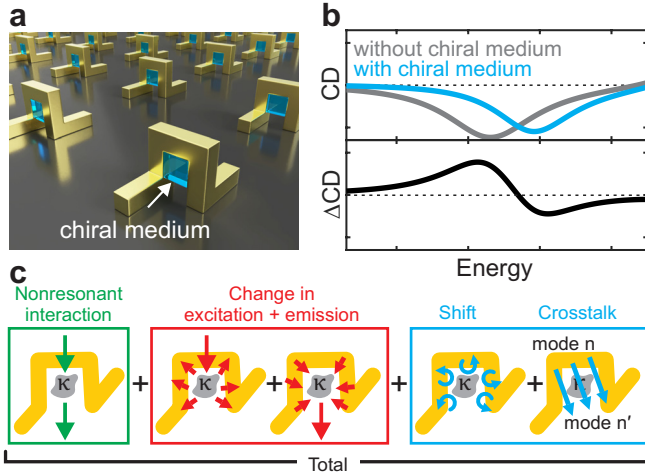 a
chiral medium
b
CD
without chiral medium
with chiral medium
ΔCD
Energy
c
Nonresonant
interaction
Change in
excitation + emission
Shift
Crosstalk
κ
+
κ
+
κ
+
κ
+
mode n
κ
mode n′
Total